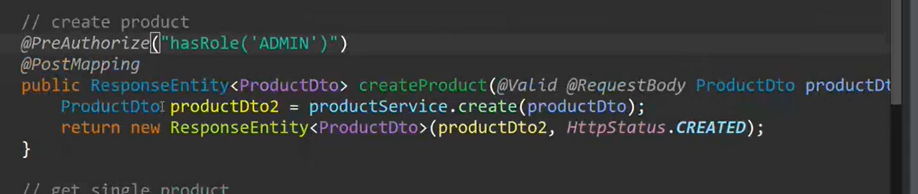 // create product
@PreAuthorize("hasRole('ADMIN')")
@PostMapping
public ResponseEntity<ProductDto> createProduct(@Valid @RequestBody ProductDto productDt
ProductDto productDto2 = productService.create(productDto);
return new ResponseEntity<ProductDto>(productDto2, HttpStatus.CREATED);
}
// get single product